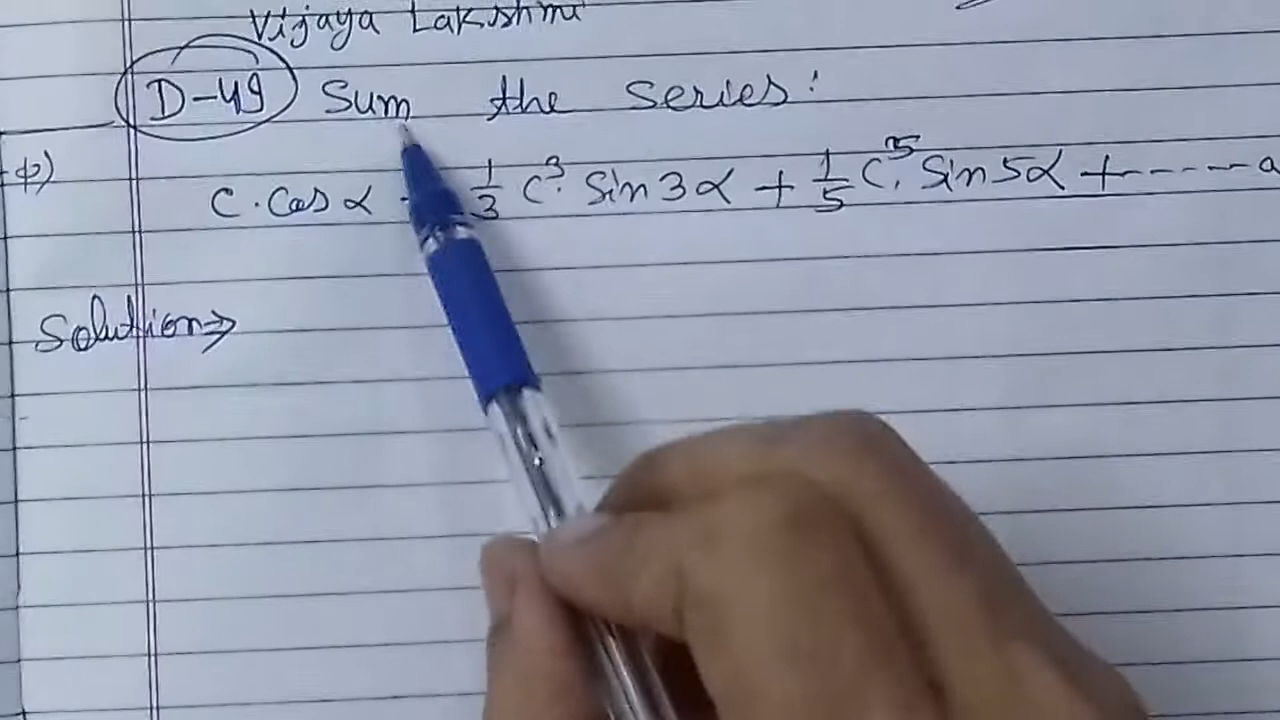 Vijaya Lakshmi
D-49 Sum the series:
C. Cos α - 1/3 C³. Sin 3α + 1/5 C⁵. Sin 5α + ----- a
Solution ⇒